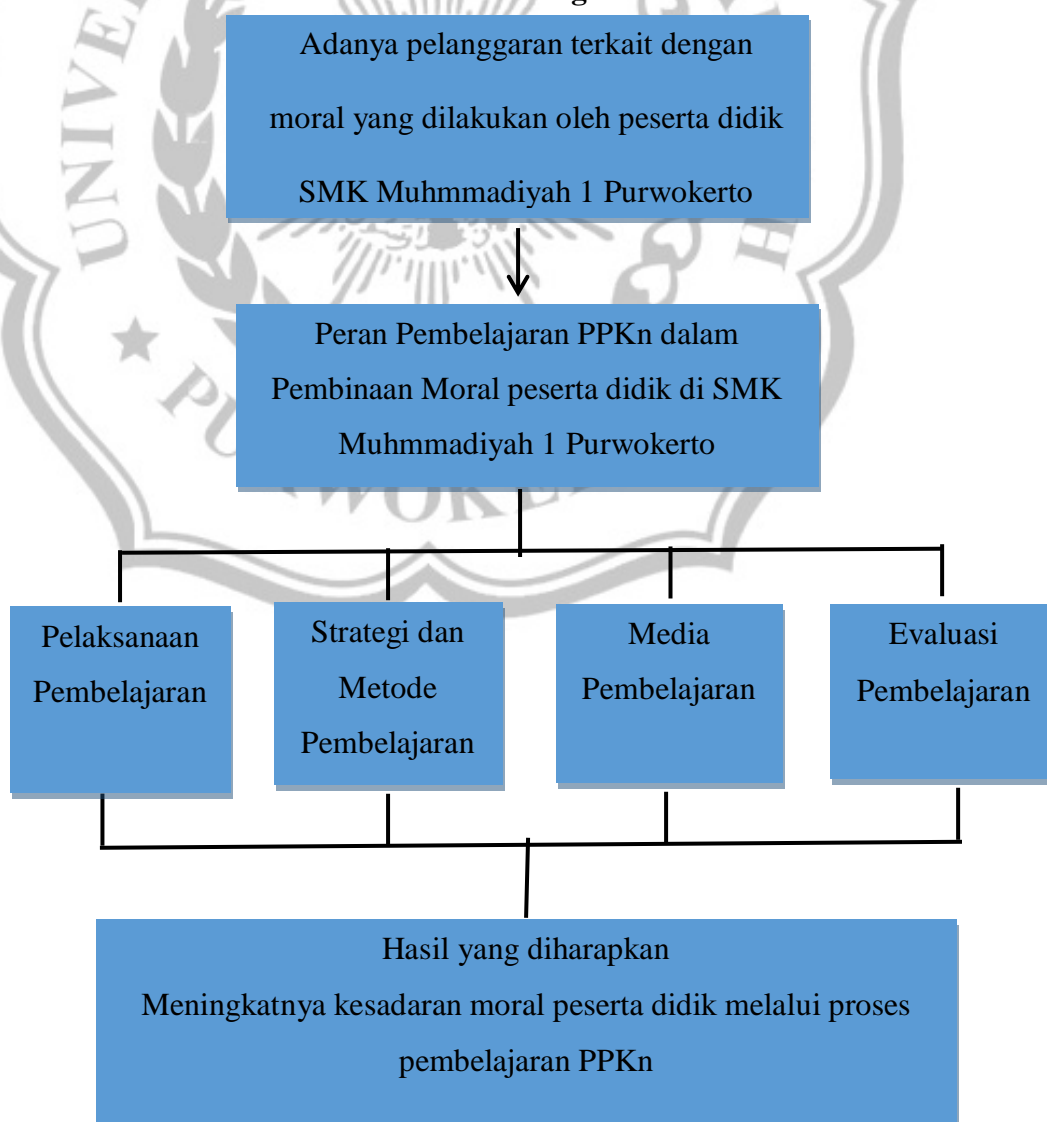 Adanya pelanggaran terkait dengan
moral yang dilakukan oleh peserta didik
SMK Muhmmadiyah 1 Purwokerto
Peran Pembelajaran PPKn dalam
Pembinaan Moral peserta didik di SMK
Muhmmadiyah 1 Purwokerto
Pelaksanaan
Pembelajaran
Strategi dan
Metode
Pembelajaran
Media
Pembelajaran
Evaluasi
Pembelajaran
Hasil yang diharapkan
Meningkatnya kesadaran moral peserta didik melalui proses
pembelajaran PPKn